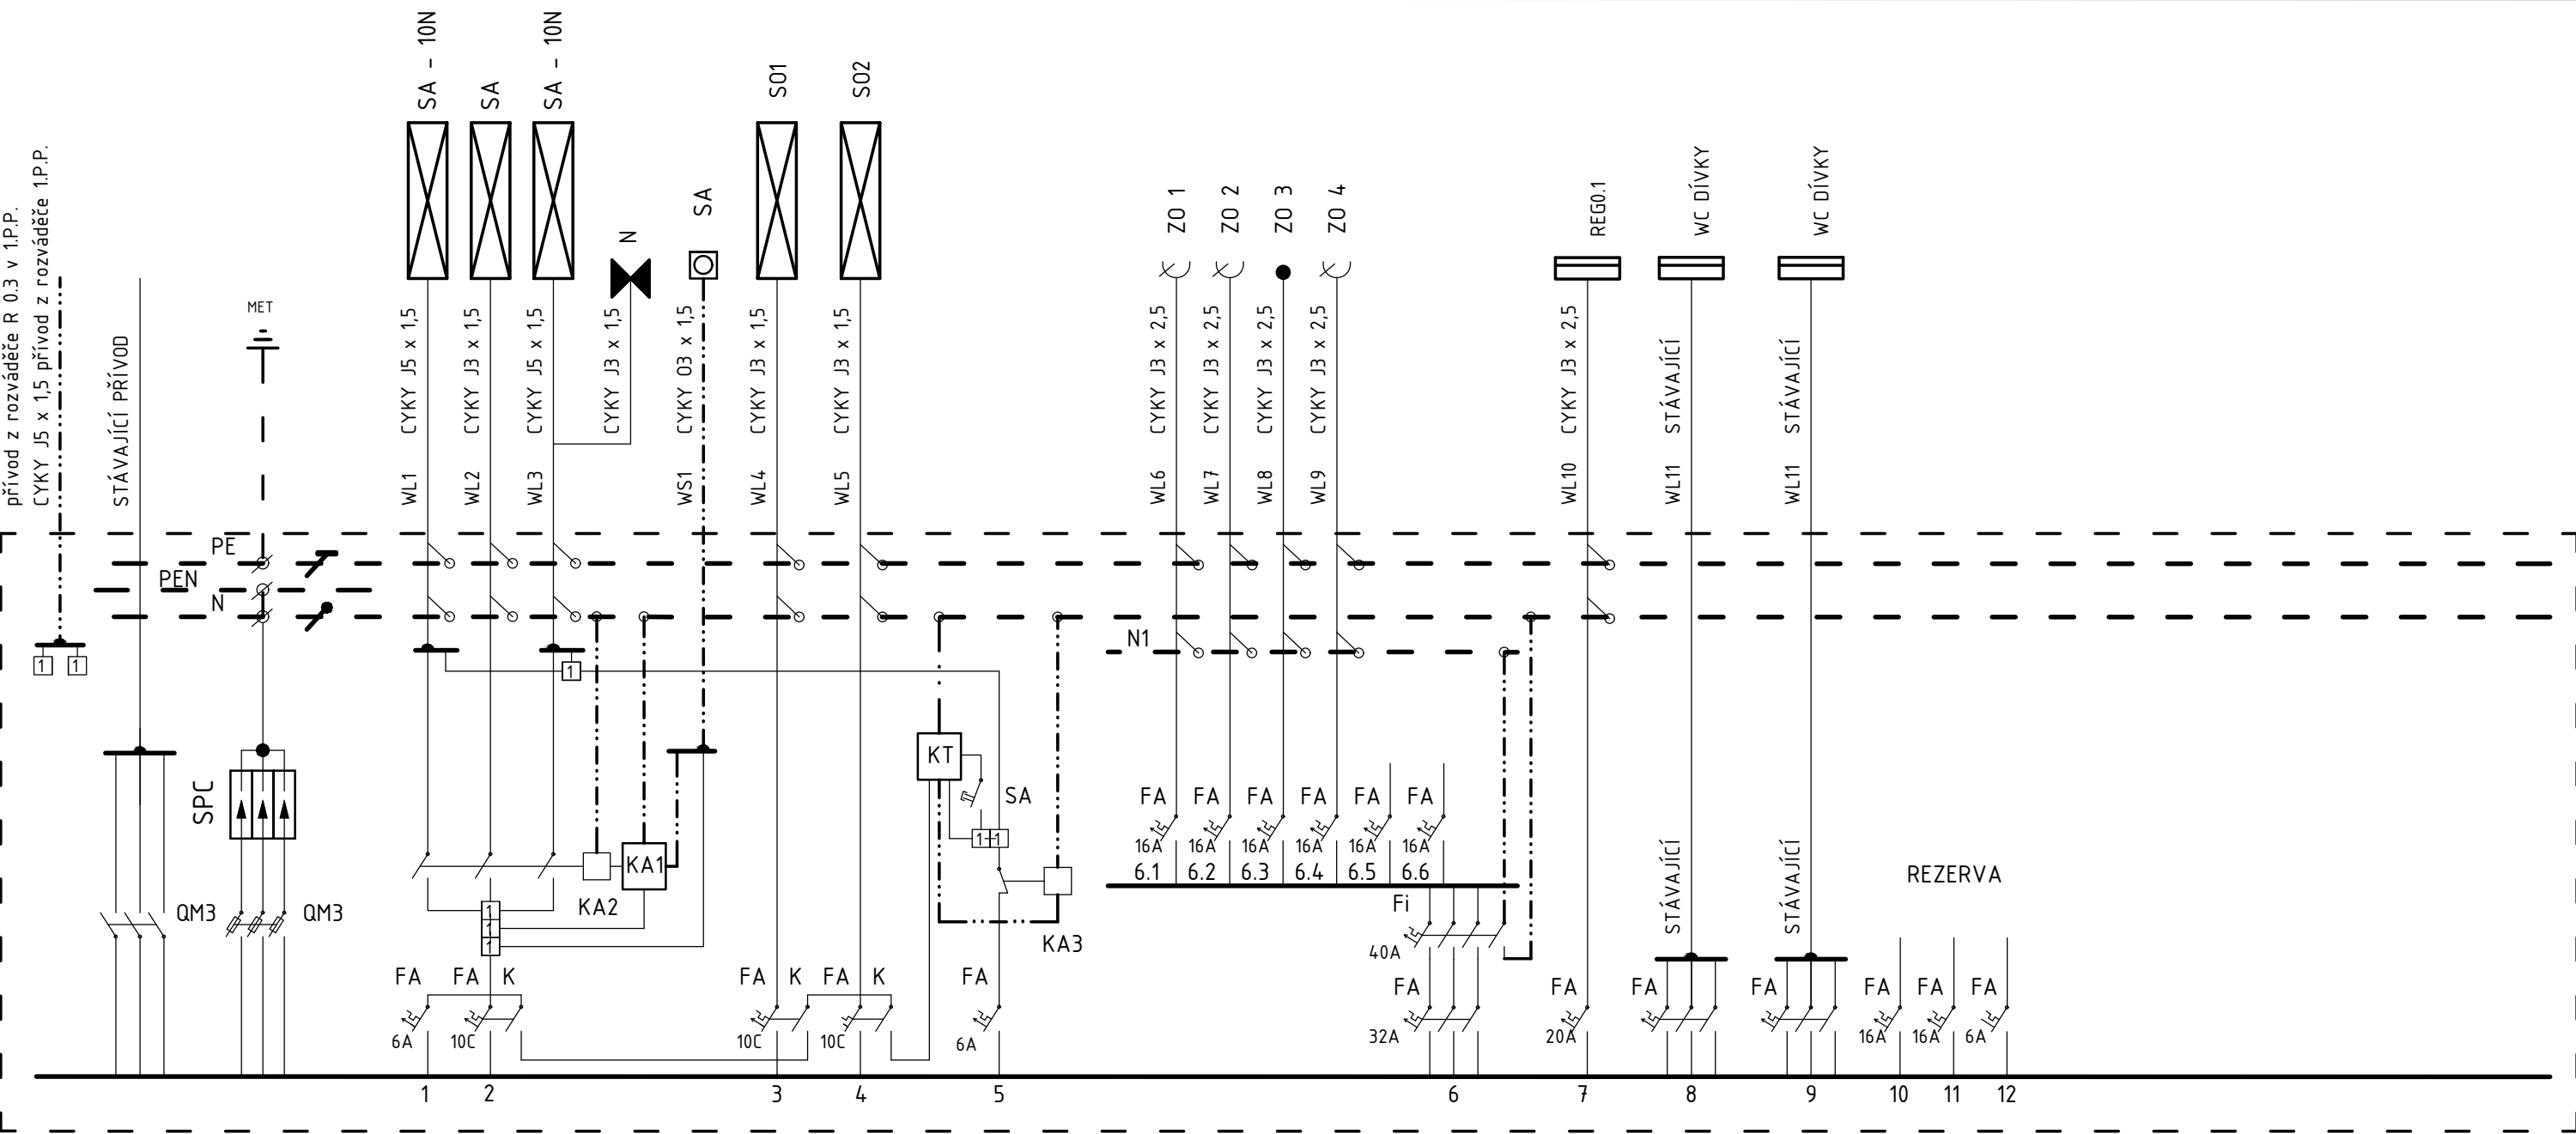 přívod z rozváděče R 0.3 v 1.P.P.
CYKY J5 x 1,5 přívod z rozváděče 1.P.P.
STÁVAJÍCÍ PŘÍVOD
MET
SA - 10N
SA
SA - 10N
N
SA
SO1
SO2
ZO 1
ZO 2
ZO 3
ZO 4
REG0.1
WC DÍVKY
WC DÍVKY
WL1 CYKY J5 x 1,5
WL2 CYKY J3 x 1,5
WL3 CYKY J5 x 1,5
CYKY J3 x 1,5
WS1 CYKY O3 x 1,5
WL4 CYKY J3 x 1,5
WL5 CYKY J3 x 1,5
WL6 CYKY J3 x 2,5
WL7 CYKY J3 x 2,5
WL8 CYKY J3 x 2,5
WL9 CYKY J3 x 2,5
WL10 CYKY J3 x 2,5
WL11 STÁVAJÍCÍ
WL11 STÁVAJÍCÍ
PE
PEN
N
N1
1 1
1
KT
SPC
SA
1 1
FA FA FA FA FA FA
16A 16A 16A 16A 16A 16A
6.1 6.2 6.3 6.4 6.5 6.6
KA1
KA2
KA3
1
1
1
QM3
QM3
Fi
40A
STÁVAJÍCÍ
STÁVAJÍCÍ
REZERVA
FA FA K FA K FA K FA
FA FA FA FA FA FA FA
6A 10C 10C 10C 6A 32A 20A 16A 16A 6A
1 2 3 4 5 6 7 8 9 10 11 12